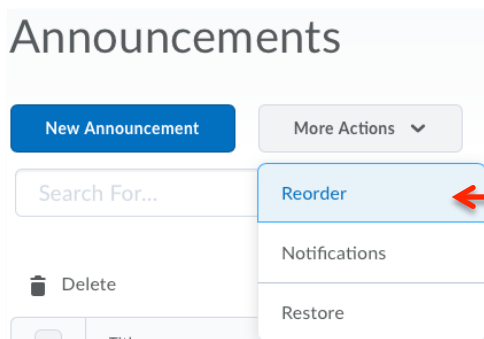 Announcements
New Announcement
More Actions
Search For...
Reorder
Notifications
Delete
Restore